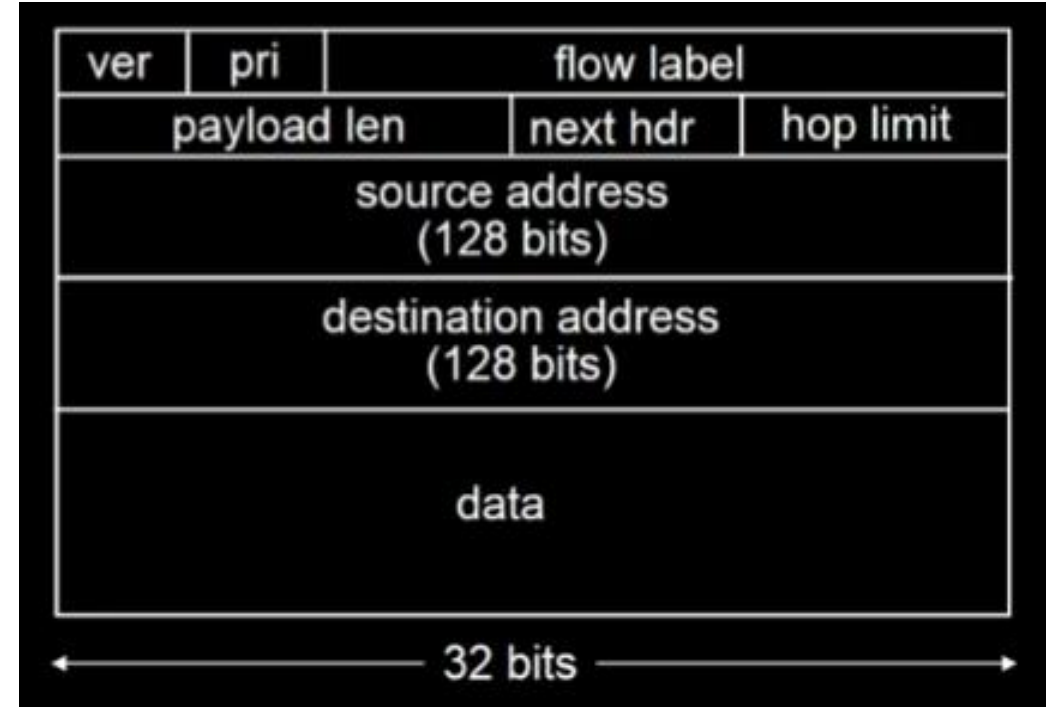 ver pri flow label
payload len next hdr hop limit
source address
(128 bits)
destination address
(128 bits)
data
32 bits